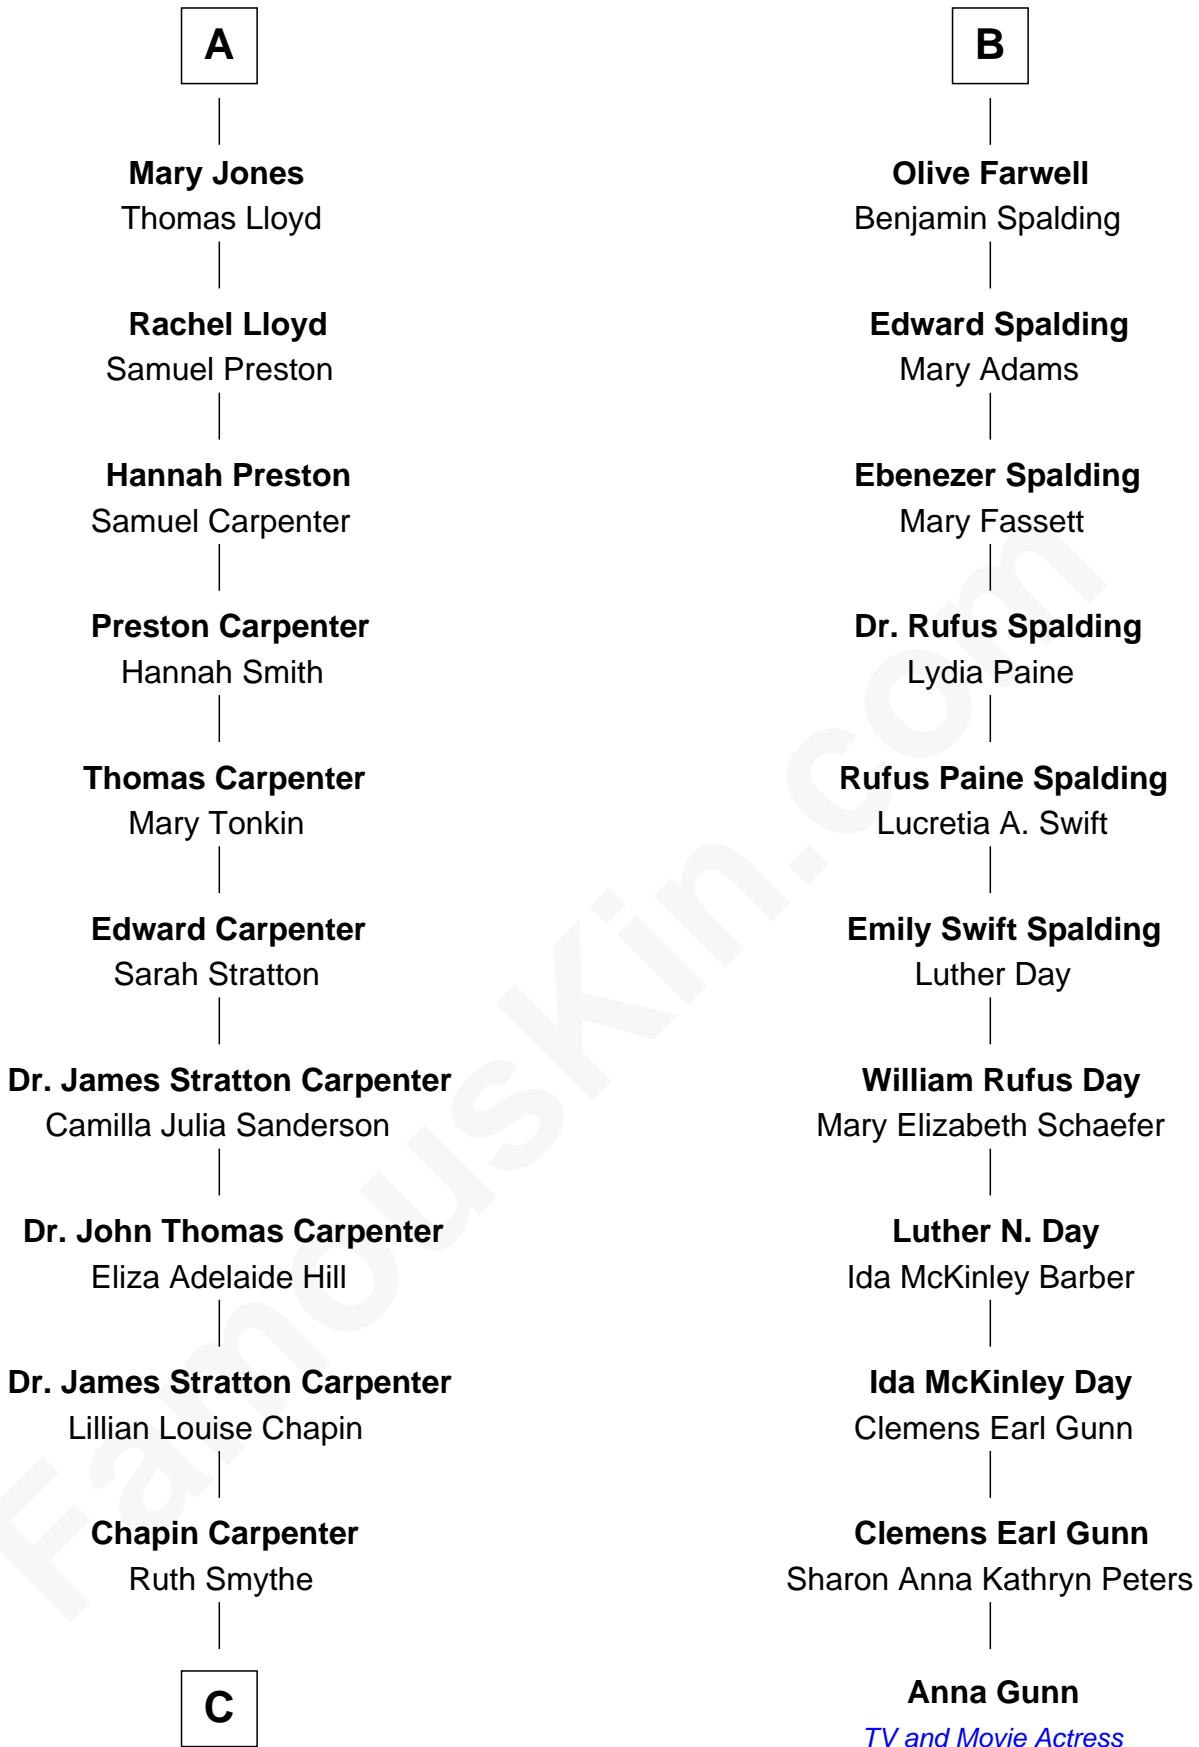 A
Mary Jones
Thomas Lloyd
Rachel Lloyd
Samuel Preston
Hannah Preston
Samuel Carpenter
Preston Carpenter
Hannah Smith
Thomas Carpenter
Mary Tonkin
Edward Carpenter
Sarah Stratton
Dr. James Stratton Carpenter
Camilla Julia Sanderson
Dr. John Thomas Carpenter
Eliza Adelaide Hill
Dr. James Stratton Carpenter
Lillian Louise Chapin
Chapin Carpenter
Ruth Smythe
C
B
Olive Farwell
Benjamin Spalding
Edward Spalding
Mary Adams
Ebenezer Spalding
Mary Fassett
Dr. Rufus Spalding
Lydia Paine
Rufus Paine Spalding
Lucretia A. Swift
Emily Swift Spalding
Luther Day
William Rufus Day
Mary Elizabeth Schaefer
Luther N. Day
Ida McKinley Barber
Ida McKinley Day
Clemens Earl Gunn
Clemens Earl Gunn
Sharon Anna Kathryn Peters
Anna Gunn
TV and Movie Actress
FamousKin.com